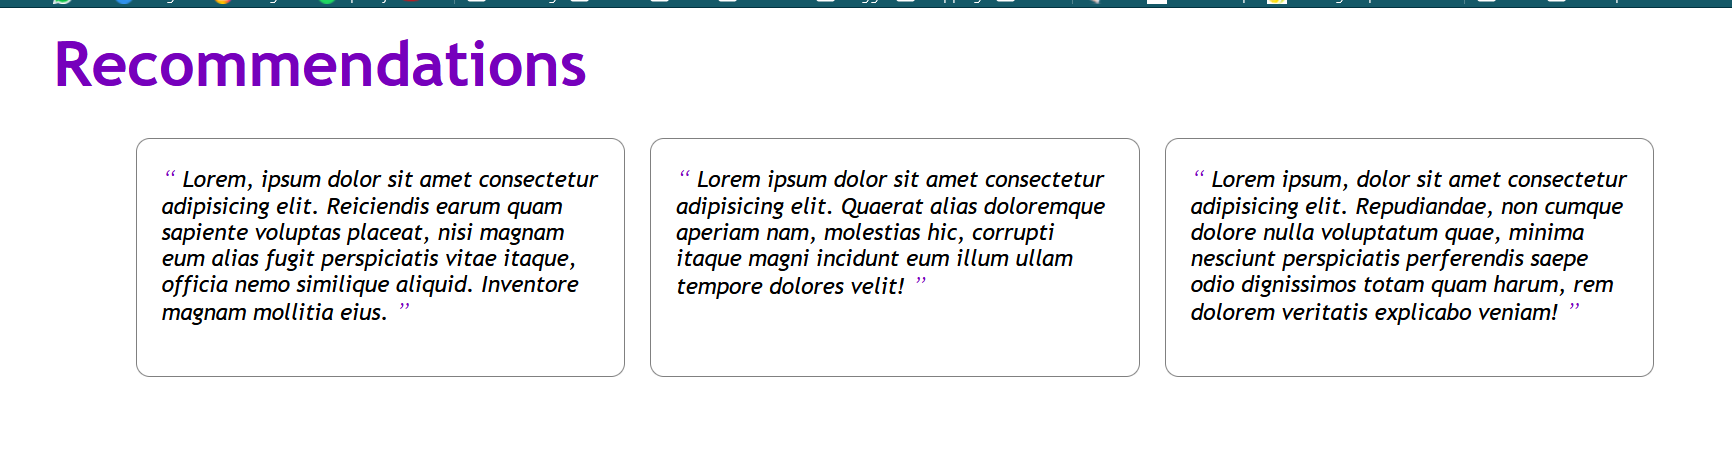 Recommendations
“ Lorem, ipsum dolor sit amet consectetur
adipisicing elit. Reiciendis earum quam
sapiente voluptas placeat, nisi magnam
eum alias fugit perspiciatis vitae itaque,
officia nemo similique aliquid. Inventore
magnam mollitia eius. ”
“ Lorem ipsum dolor sit amet consectetur
adipisicing elit. Quaerat alias doloremque
aperiam nam, molestias hic, corrupti
itaque magni incidunt eum illum ullam
tempore dolores velit! ”
“ Lorem ipsum, dolor sit amet consectetur
adipisicing elit. Repudiandae, non cumque
dolore nulla voluptatum quae, minima
nesciunt perspiciatis perferendis saepe
odio dignissimos totam quam harum, rem
dolorem veritatis explicabo veniam! ”